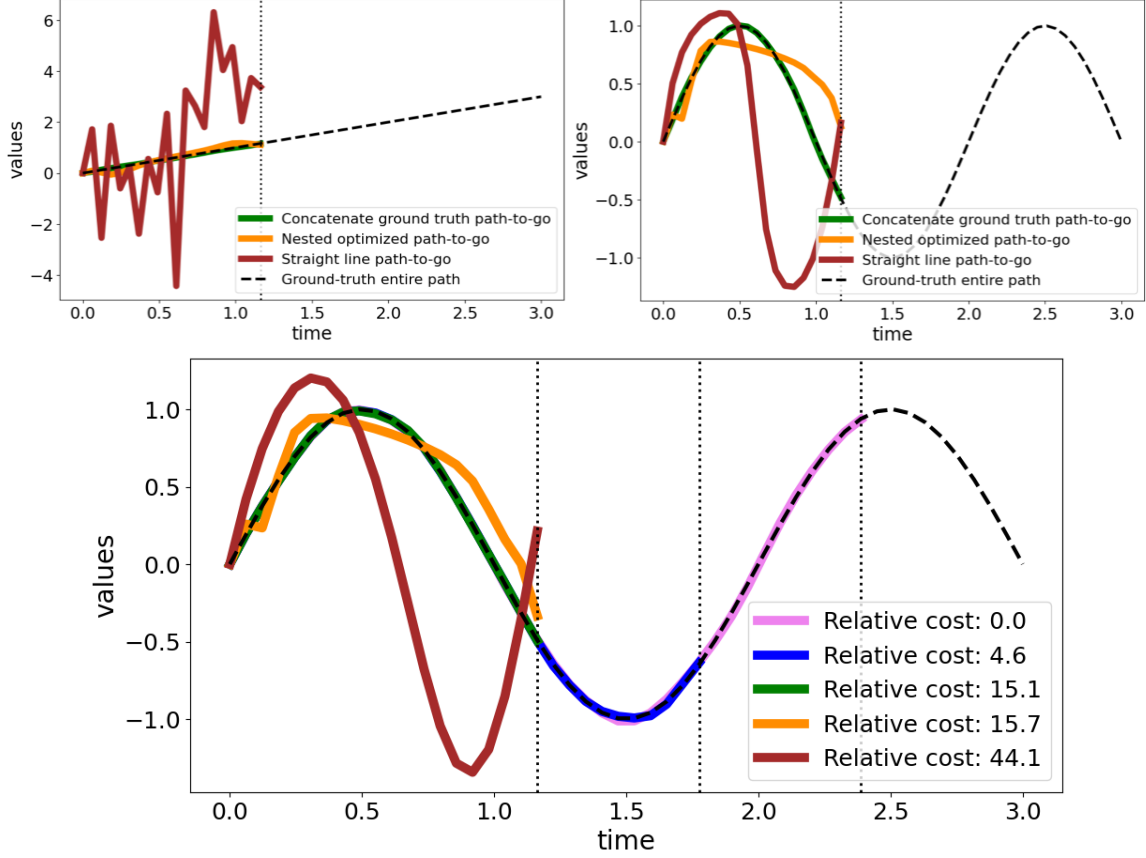 6
4
2
0
−2
−4
values
0.0 0.5 1.0 1.5 2.0 2.5 3.0
time
Concatenate ground truth path-to-go
Nested optimized path-to-go
Straight line path-to-go
Ground-truth entire path
1.0
0.5
0.0
−0.5
−1.0
values
0.0 0.5 1.0 1.5 2.0 2.5 3.0
time
Concatenate ground truth path-to-go
Nested optimized path-to-go
Straight line path-to-go
Ground-truth entire path
1.0
0.5
0.0
−0.5
−1.0
values
0.0 0.5 1.0 1.5 2.0 2.5 3.0
time
Relative cost: 0.0
Relative cost: 4.6
Relative cost: 15.1
Relative cost: 15.7
Relative cost: 44.1